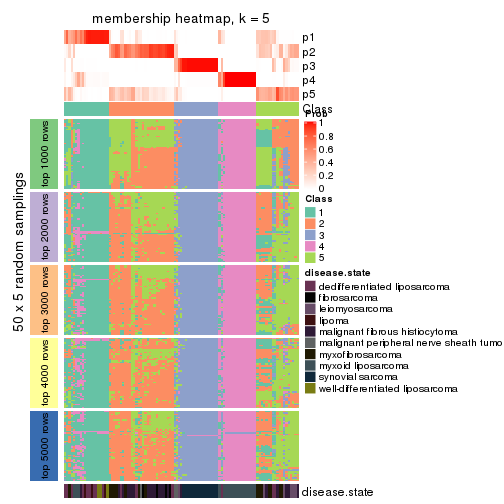 membership heatmap, k = 5
p1
p2
p3
p4
p5
Class
Prob
1
0.8
0.6
0.4
0.2
0
Class
1
2
3
4
5
disease.state
dedifferentiated liposarcoma
fibrosarcoma
leiomyosarcoma
lipoma
malignant fibrous histiocytoma
malignant peripheral nerve sheath tumo
myxofibrosarcoma
myxoid liposarcoma
synovial sarcoma
well-differentiated liposarcoma
50 x 5 random samplings
top 1000 rows
top 2000 rows
top 3000 rows
top 4000 rows
top 5000 rows
disease.state